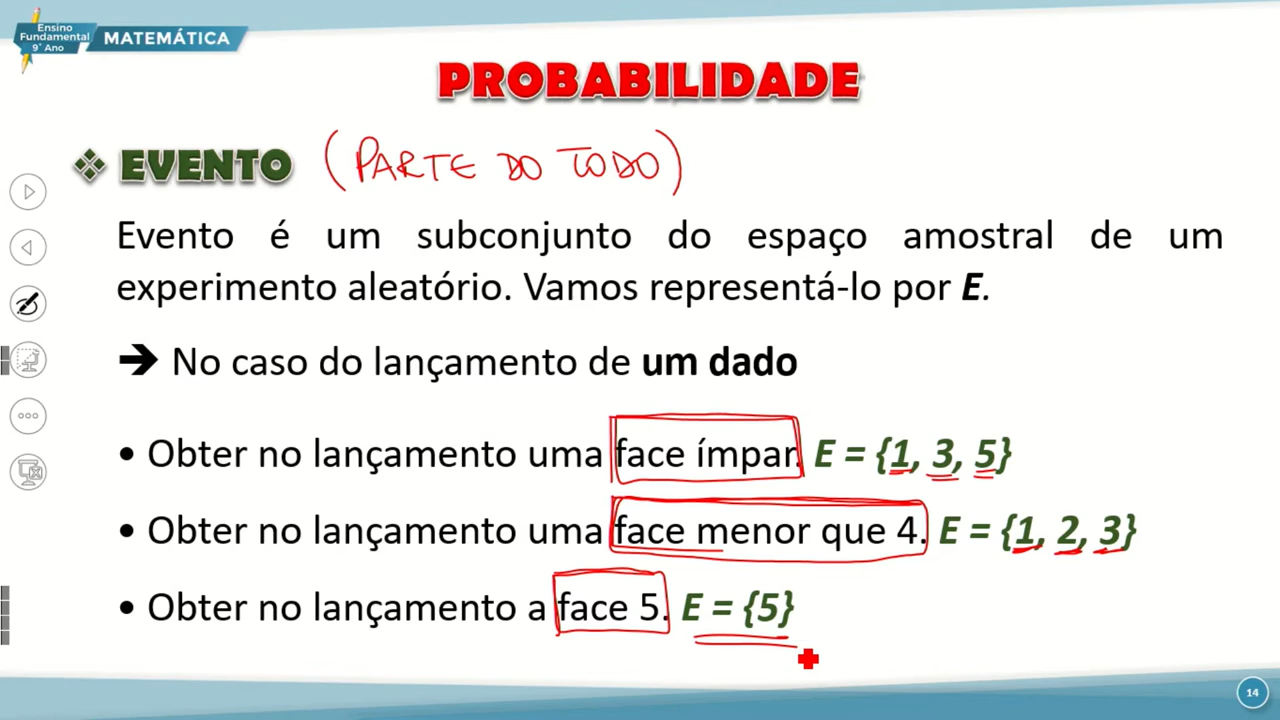 Ensino
Fundamental
9° Ano
MATEMÁTICA
PROBABILIDADE
❖ EVENTO (PARTE DO TODO)
Evento é um subconjunto do espaço amostral de um
experimento aleatório. Vamos representá-lo por E.
➔ No caso do lançamento de um dado
• Obter no lançamento uma face ímpar. E = {1, 3, 5}
• Obter no lançamento uma face menor que 4. E = {1, 2, 3}
• Obter no lançamento a face 5. E = {5}
14